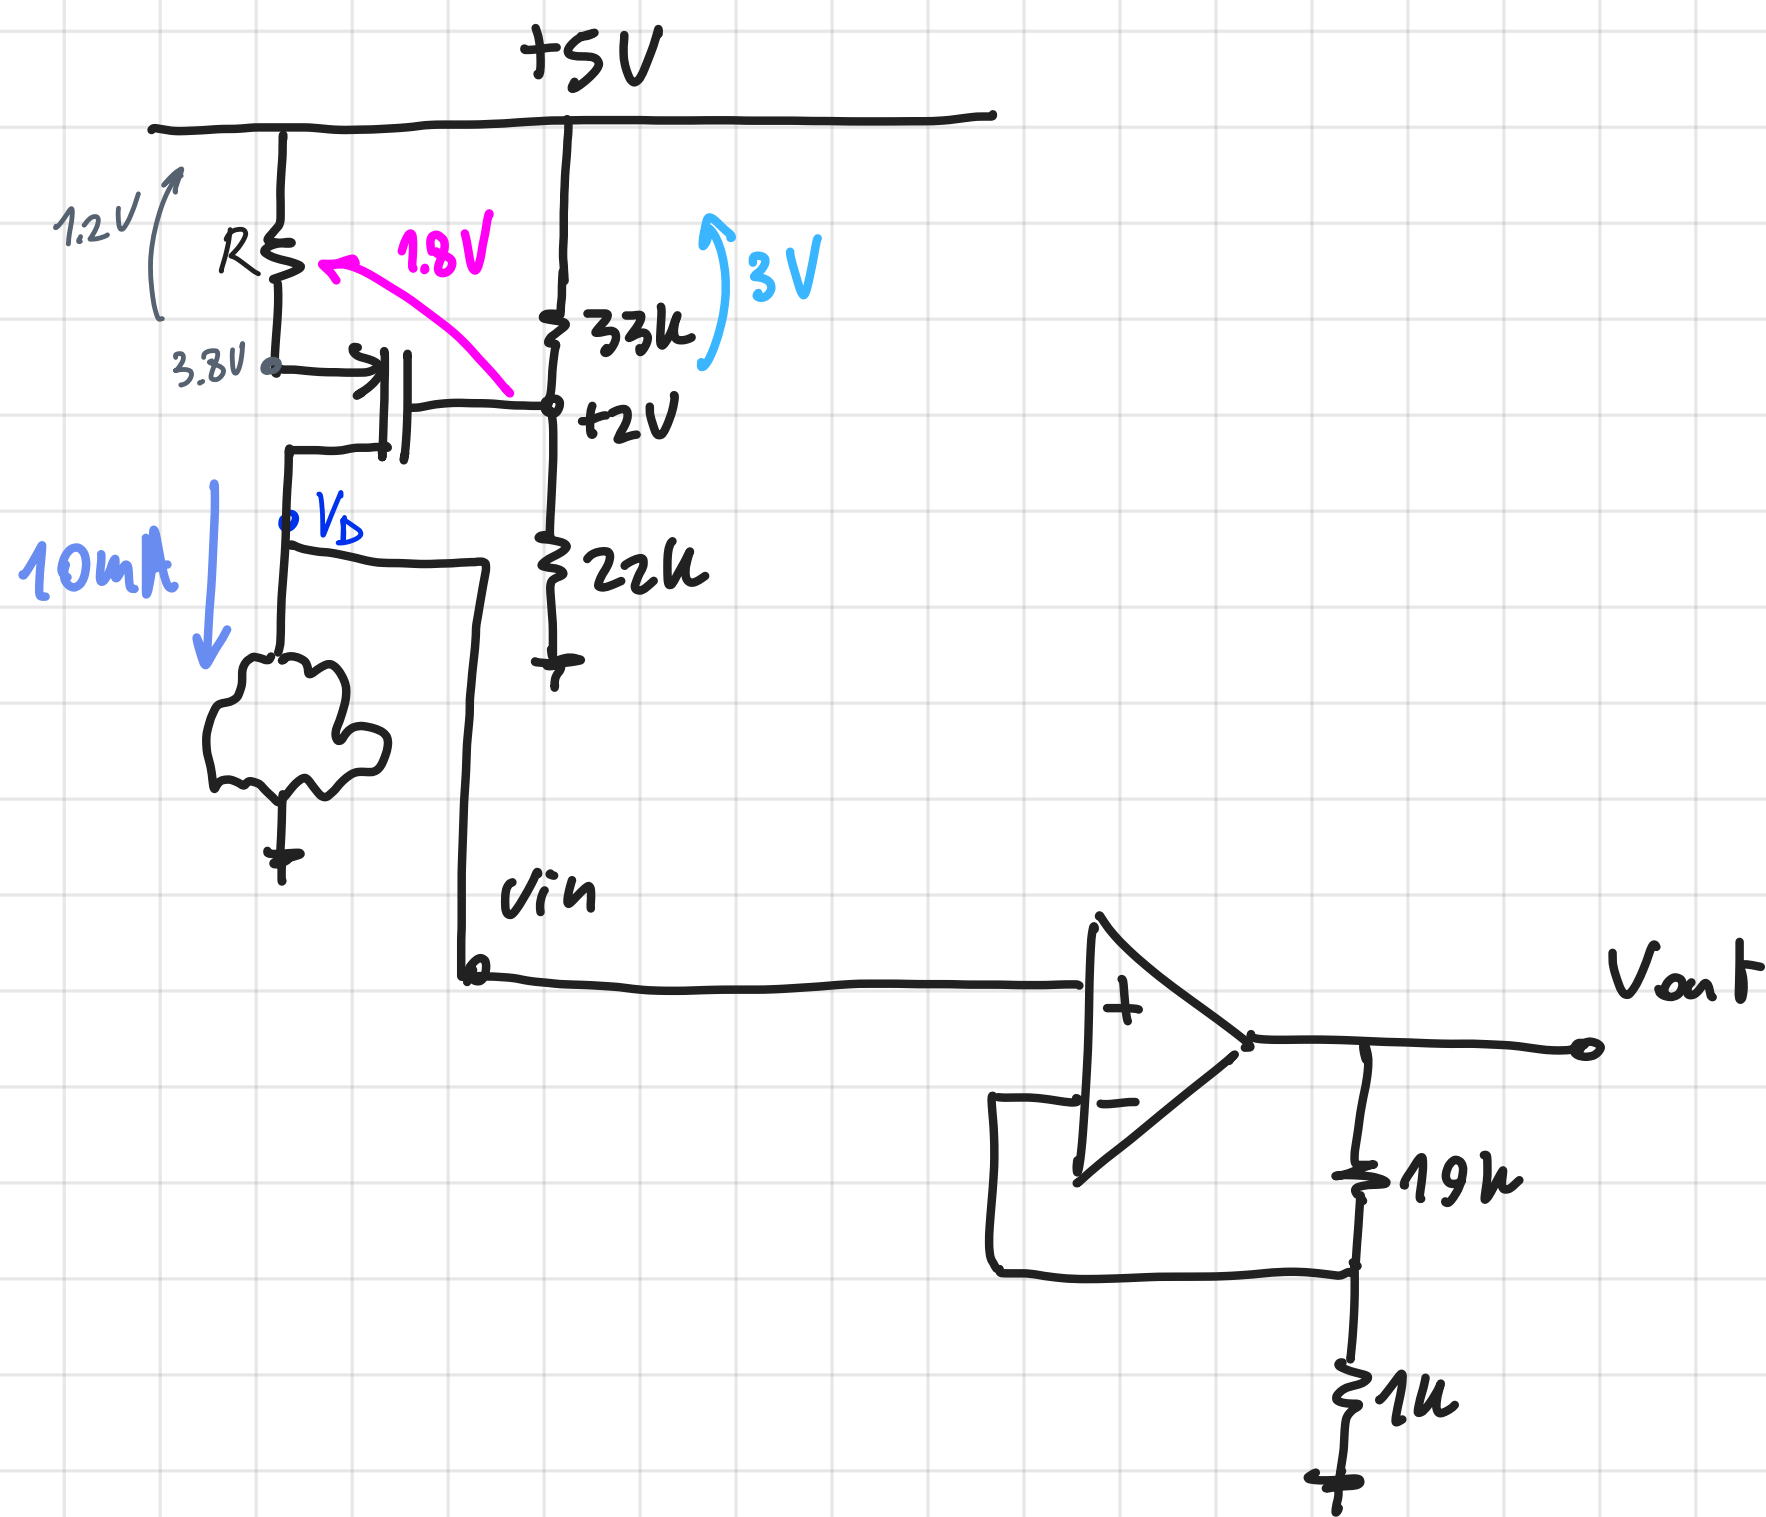 +5V
1.2V
R
1.8V
33k
3V
3.8V
+2V
VD
10mA
22k
Vin
+
Vout
-
19k
1k